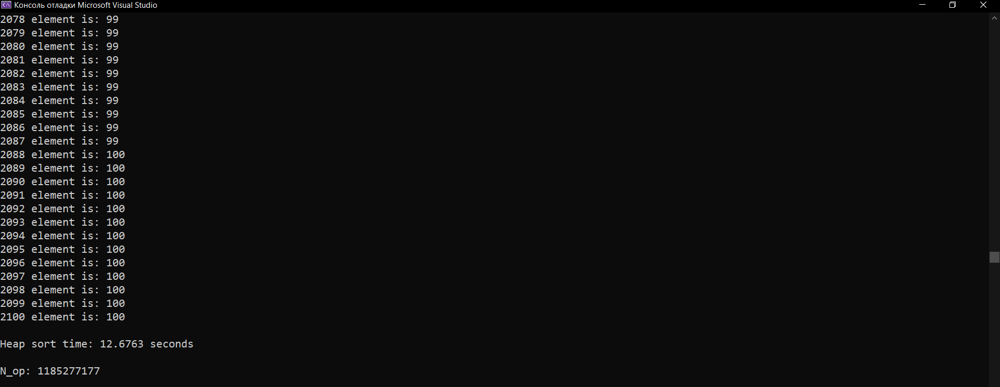 Консоль отладки Microsoft Visual Studio
2078 element is: 99
2079 element is: 99
2080 element is: 99
2081 element is: 99
2082 element is: 99
2083 element is: 99
2084 element is: 99
2085 element is: 99
2086 element is: 99
2087 element is: 99
2088 element is: 100
2089 element is: 100
2090 element is: 100
2091 element is: 100
2092 element is: 100
2093 element is: 100
2094 element is: 100
2095 element is: 100
2096 element is: 100
2097 element is: 100
2098 element is: 100
2099 element is: 100
2100 element is: 100
Heap sort time: 12.6763 seconds
N_op: 1185277177